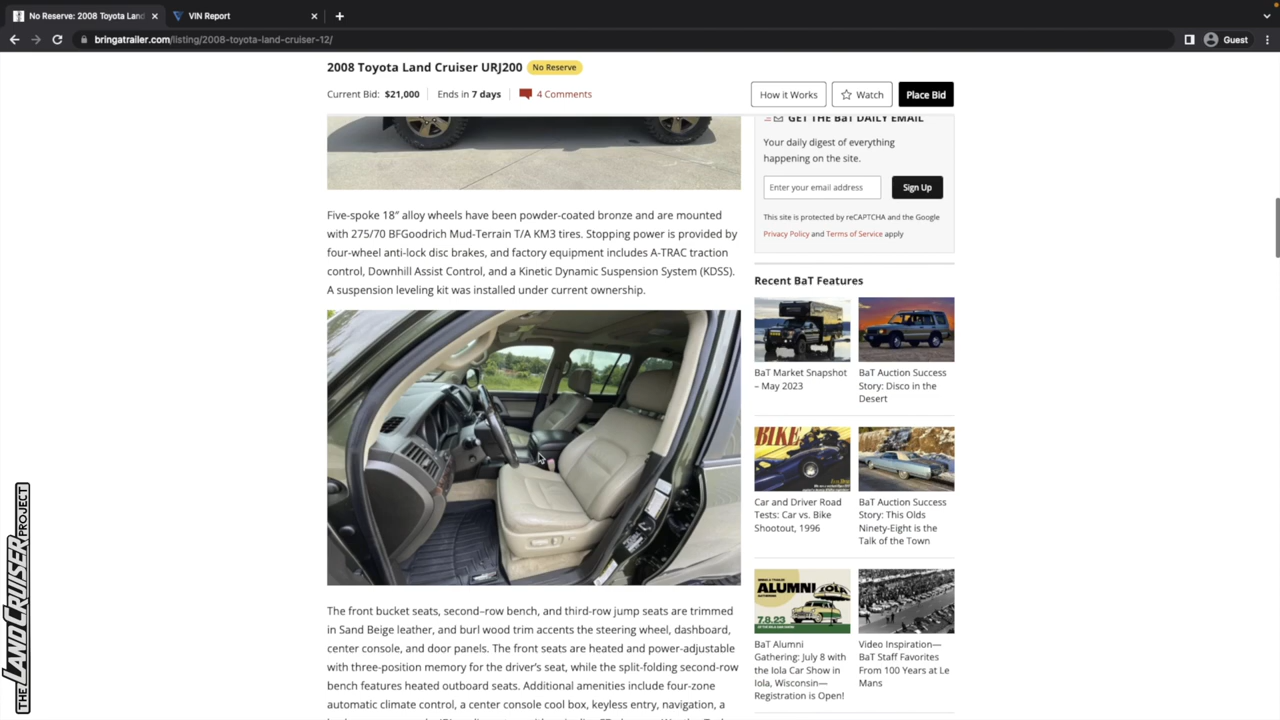 No Reserve: 2008 Toyota Land
VIN Report
bringatrailer.com/listing/2008-toyota-land-cruiser-12/
Guest
2008 Toyota Land Cruiser URJ200
No Reserve
Current Bid: $21,000
Ends in 7 days
4 Comments
How it Works
Watch
Place Bid
Five-spoke 18″ alloy wheels have been powder-coated bronze and are mounted
with 275/70 BFGoodrich Mud-Terrain T/A KM3 tires. Stopping power is provided by
four-wheel anti-lock disc brakes, and factory equipment includes A-TRAC traction
control, Downhill Assist Control, and a Kinetic Dynamic Suspension System (KDSS).
A suspension leveling kit was installed under current ownership.
The front bucket seats, second–row bench, and third-row jump seats are trimmed
in Sand Beige leather, and burl wood trim accents the steering wheel, dashboard,
center console, and door panels. The front seats are heated and power-adjustable
with three-position memory for the driver's seat, while the split-folding second-row
bench features heated outboard seats. Additional amenities include four-zone
automatic climate control, a center console cool box, keyless entry, navigation, a
GET THE BaT DAILY EMAIL
Your daily digest of everything
happening on the site.
Enter your email address
Sign Up
This site is protected by reCAPTCHA and the Google
Privacy Policy and Terms of Service apply
Recent BaT Features
BaT Market Snapshot
– May 2023
BaT Auction Success
Story: Disco in the
Desert
BIKE
Car and Driver Road
Tests: Car vs. Bike
Shootout, 1996
BaT Auction Success
Story: This Olds
Ninety-Eight is the
Talk of the Town
ALUMNI
IOLA
7.8.23
BaT Alumni
Gathering: July 8 with
the Iola Car Show in
Iola, Wisconsin—
Registration is Open!
Video Inspiration—
BaT Staff Favorites
From 100 Years at Le
Mans
THE LAND CRUISER PROJECT